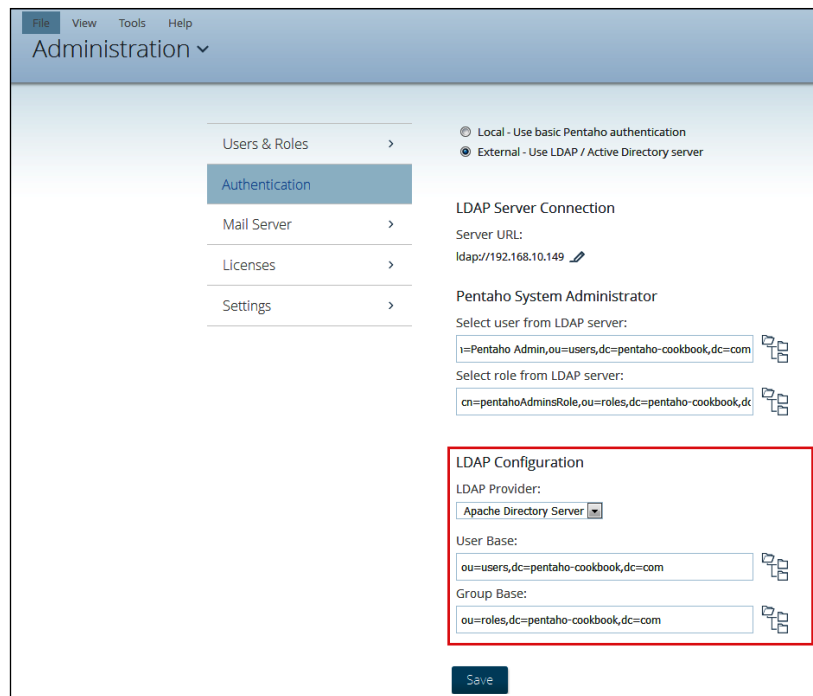 File View Tools Help
Administration
Users & Roles
Authentication
Mail Server
Licenses
Settings
Local - Use basic Pentaho authentication
External - Use LDAP / Active Directory server
LDAP Server Connection
Server URL:
ldap://192.168.10.149
Pentaho System Administrator
Select user from LDAP server:
=Pentaho Admin,ou=users,dc=pentaho-cookbook,dc=com
Select role from LDAP server:
cn=pentahoAdminsRole,ou=roles,dc=pentaho-cookbook,dc
LDAP Configuration
LDAP Provider:
Apache Directory Server
User Base:
ou=users,dc=pentaho-cookbook,dc=com
Group Base:
ou=roles,dc=pentaho-cookbook,dc=com
Save